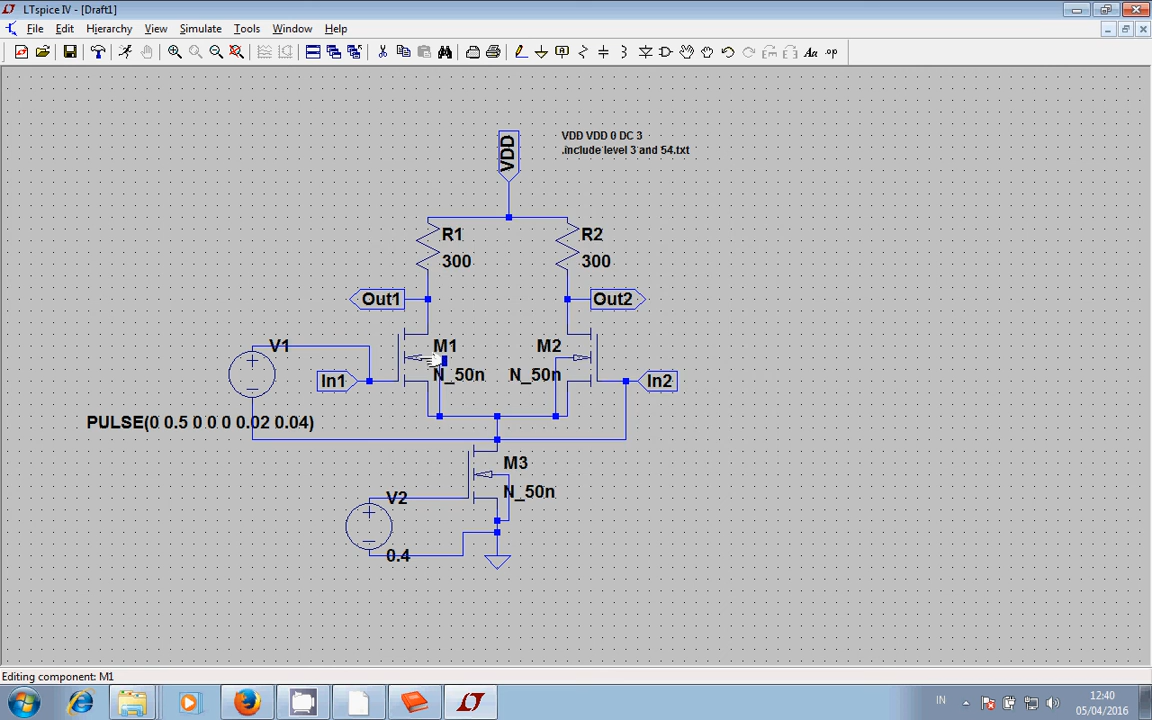 LTspice IV - [Draft1]
File Edit Hierarchy View Simulate Tools Window Help
VDD
VDD VDD 0 DC 3
.include level 3 and 54.txt
R1
300
R2
300
Out1
Out2
V1
M1
N_50n
M2
N_50n
In1
In2
PULSE(0 0.5 0 0 0 0.02 0.04)
M3
N_50n
V2
0.4
Editing component: M1
IN
12:40
05/04/2016